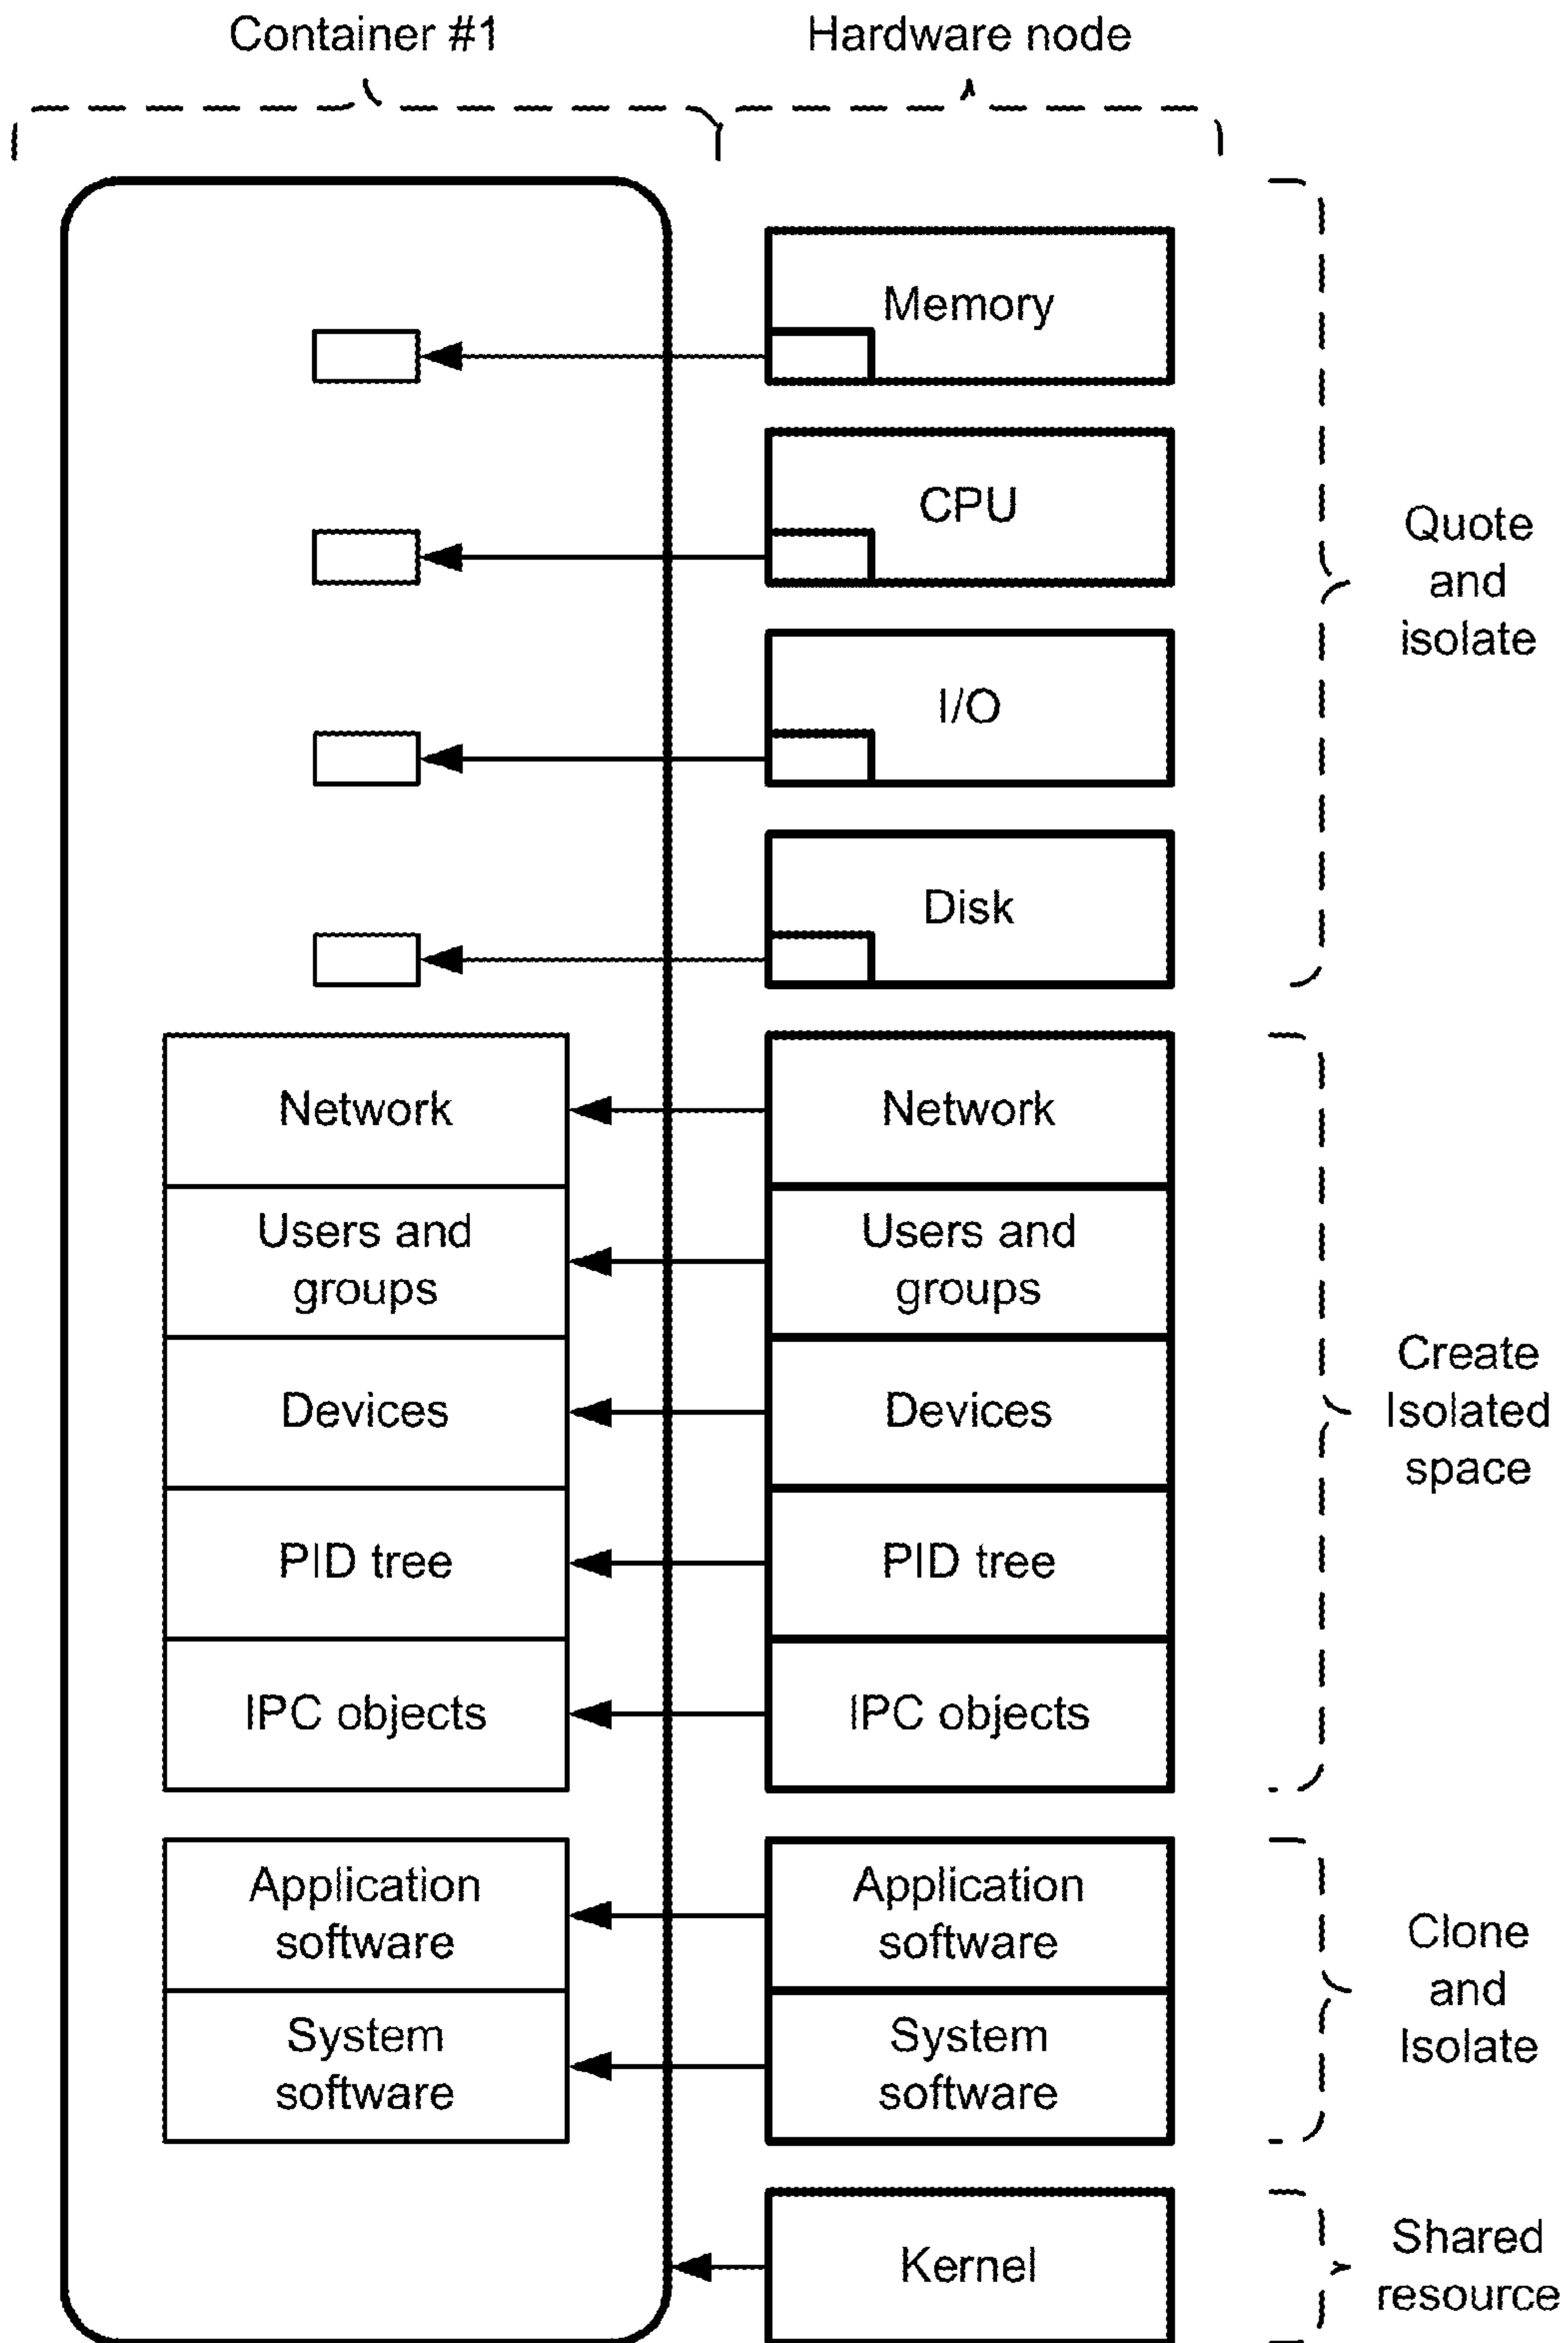 Container #1
Hardware node
Memory
CPU
I/O
Disk
Quote
and
isolate
Network
Users and
groups
Devices
PID tree
IPC objects
Network
Users and
groups
Devices
PID tree
IPC objects
Create
Isolated
space
Application
software
System
software
Application
software
System
software
Clone
and
Isolate
Kernel
Shared
resource